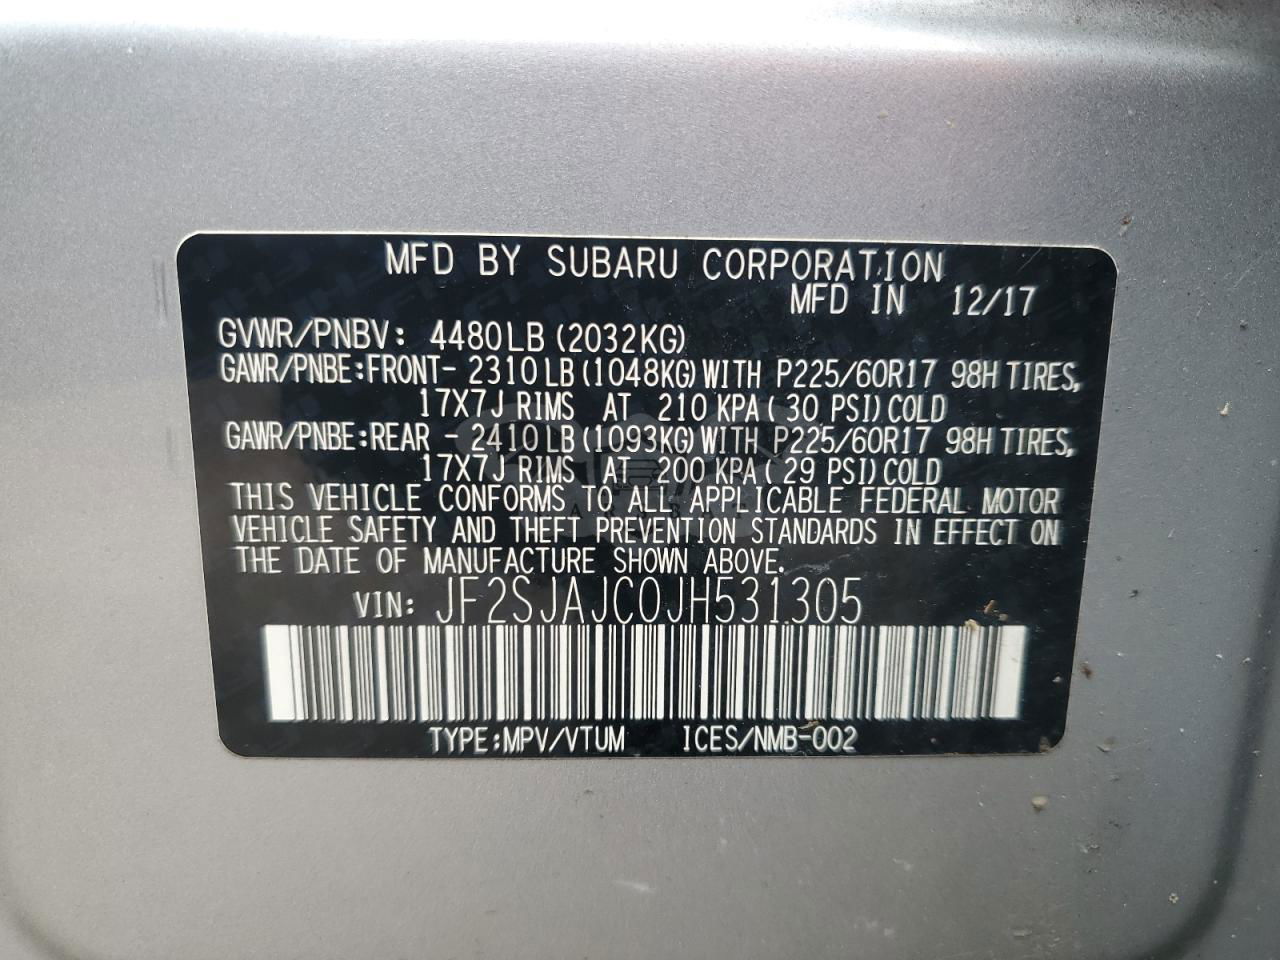 MFD BY SUBARU CORPORATION
MFD IN 12/17
GVWR/PNBV: 4480LB (2032KG)
GAWR/PNBE:FRONT- 2310LB (1048KG) WITH P225/60R17 98H TIRES,
17X7J RIMS AT 210 KPA (30 PSI) COLD
GAWR/PNBE:REAR - 2410LB (1093KG) WITH P225/60R17 98H TIRES,
17X7J RIMS AT 200 KPA (29 PSI) COLD
THIS VEHICLE CONFORMS TO ALL APPLICABLE FEDERAL MOTOR
VEHICLE SAFETY AND THEFT PREVENTION STANDARDS IN EFFECT ON
THE DATE OF MANUFACTURE SHOWN ABOVE.
VIN: JF2SJAJC0JH531305
TYPE:MPV/VTUM ICES/NMB-002